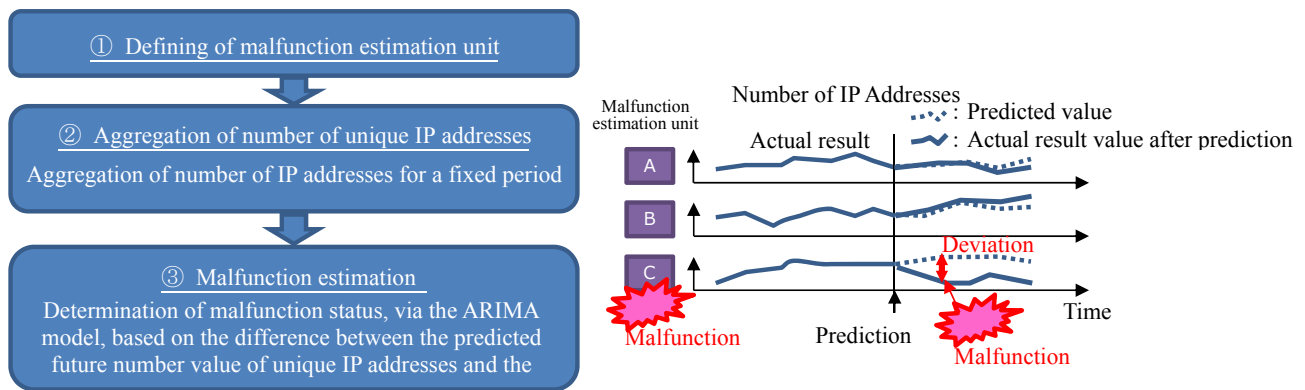 ① Defining of malfunction estimation unit
② Aggregation of number of unique IP addresses
Aggregation of number of IP addresses for a fixed period
③ Malfunction estimation
Determination of malfunction status, via the ARIMA
model, based on the difference between the predicted
future number value of unique IP addresses and the
Number of IP Addresses
Malfunction
estimation unit
: Predicted value
Actual result
: Actual result value after prediction
A
B
Deviation
C
Time
Malfunction
Prediction
Malfunction